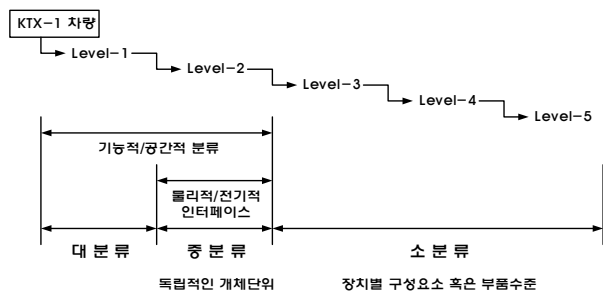 KTX-1 차량
Level-1
Level-2
Level-3
Level-4
Level-5
기능적/공간적 분류
물리적/전기적
인터페이스
대 분 류
중 분 류
소 분 류
독립적인 개체단위
장치별 구성요소 혹은 부품수준